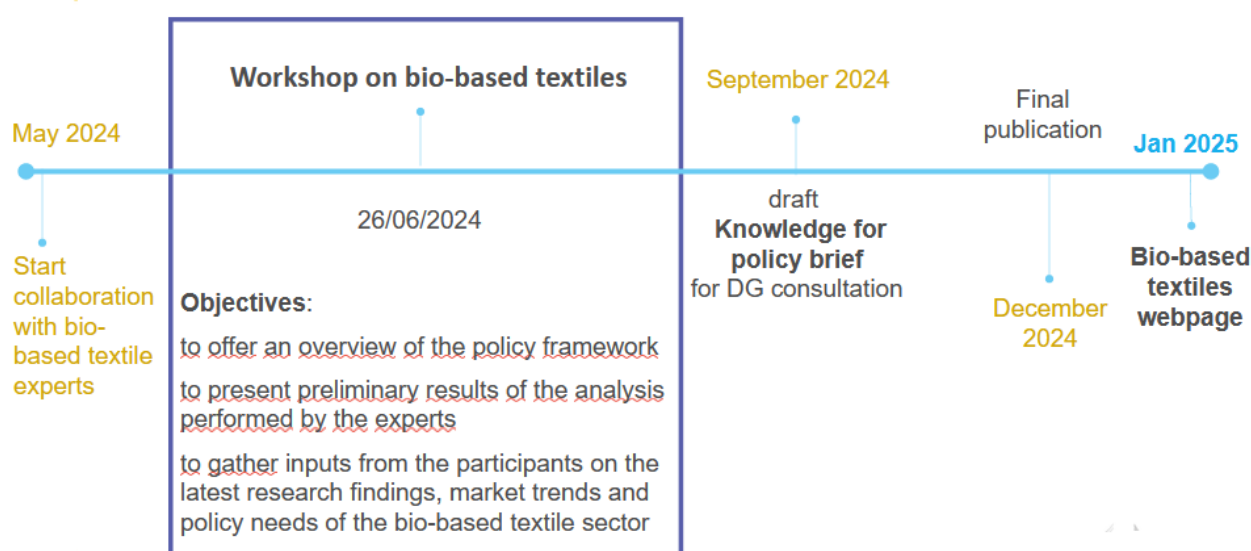 May 2024
Start
collaboration
with bio-
based textile
experts
Workshop on bio-based textiles
26/06/2024
Objectives:
to offer an overview of the policy framework
to present preliminary results of the analysis
performed by the experts
to gather inputs from the participants on the
latest research findings, market trends and
policy needs of the bio-based textile sector
September 2024
draft
Knowledge for
policy brief
for DG consultation
Final
publication
December
2024
Jan 2025
Bio-based
textiles
webpage